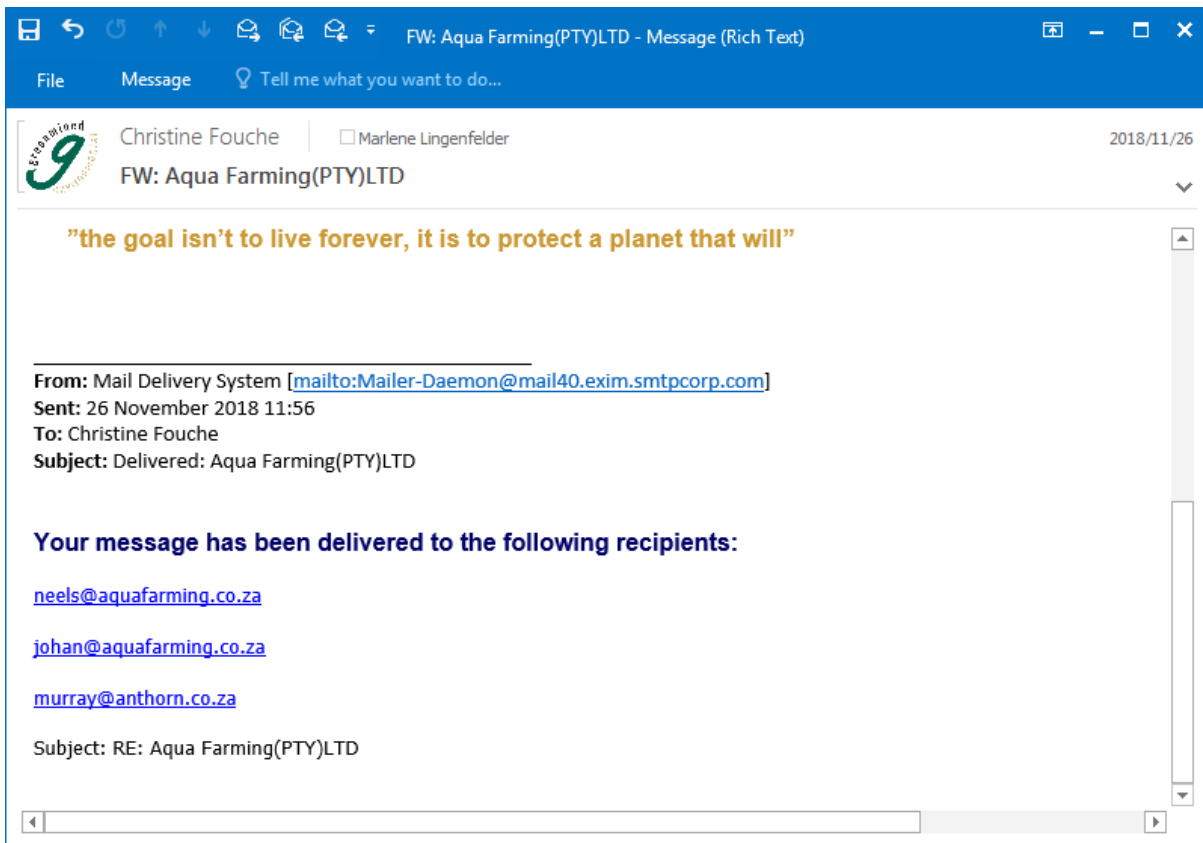 FW: Aqua Farming(PTY)LTD - Message (Rich Text)
File Message Tell me what you want to do...
Christine Fouche Marlene Lingenfelder 2018/11/26
FW: Aqua Farming(PTY)LTD
”the goal isn’t to live forever, it is to protect a planet that will”
From: Mail Delivery System [mailto:Mailer-Daemon@mail40.exim.smtpcorp.com]
Sent: 26 November 2018 11:56
To: Christine Fouche
Subject: Delivered: Aqua Farming(PTY)LTD
Your message has been delivered to the following recipients:
neels@aquafarming.co.za
johan@aquafarming.co.za
murray@anthorn.co.za
Subject: RE: Aqua Farming(PTY)LTD